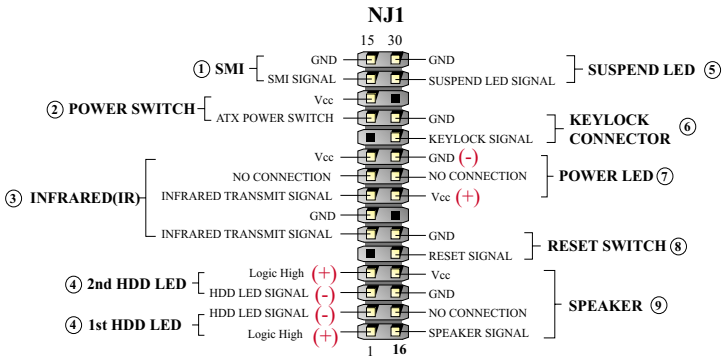 NJ1
15 30
GND GND
① SMI
SMI SIGNAL SUSPEND LED SIGNAL
SUSPEND LED ⑤
Vcc
② POWER SWITCH
ATX POWER SWITCH GND
KEYLOCK SIGNAL
KEYLOCK
CONNECTOR ⑥
Vcc GND (-)
NO CONNECTION NO CONNECTION
POWER LED ⑦
③ INFRARED(IR)
INFRARED TRANSMIT SIGNAL Vcc (+)
GND
INFRARED TRANSMIT SIGNAL GND
RESET SIGNAL
RESET SWITCH ⑧
Logic High (+) Vcc
④ 2nd HDD LED
HDD LED SIGNAL (-) GND
HDD LED SIGNAL (-) NO CONNECTION
SPEAKER ⑨
④ 1st HDD LED
Logic High (+) SPEAKER SIGNAL
1 16